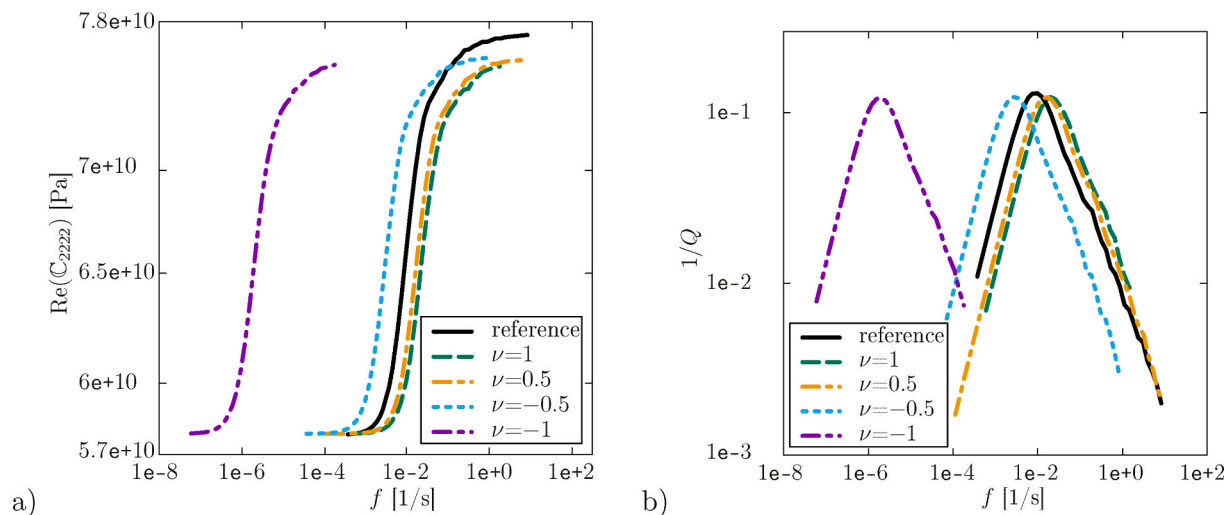 7.8e+10
7e+10
6.5e+10
6e+10
5.7e+10
Re(ℂ₂₂₂₂) [Pa]
reference
ν=1
ν=0.5
ν=−0.5
ν=−1
1e-8 1e-6 1e-4 1e-2 1e+0 1e+2
f [1/s]
a)
1e-1
1e-2
1e-3
1/Q
reference
ν=1
ν=0.5
ν=−0.5
ν=−1
1e-8 1e-6 1e-4 1e-2 1e+0 1e+2
f [1/s]
b)